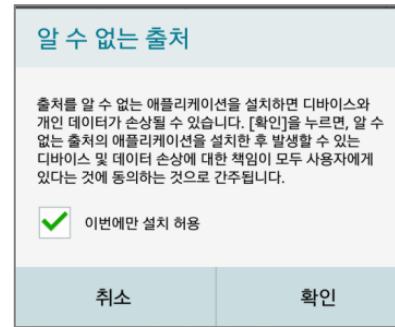 알 수 없는 출처
출처를 알 수 없는 애플리케이션을 설치하면 디바이스와
개인 데이터가 손상될 수 있습니다. [확인]을 누르면, 알 수
없는 출처의 애플리케이션을 설치한 후 발생할 수 있는
디바이스 및 데이터 손상에 대한 책임이 모두 사용자에게
있다는 것에 동의하는 것으로 간주됩니다.
이번에만 설치 허용
취소
확인